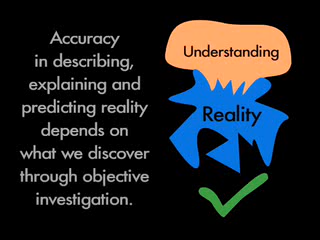 Accuracy
in describing,
explaining and
predicting reality
depends on
what we discover
through objective
investigation.
Understanding
Reality